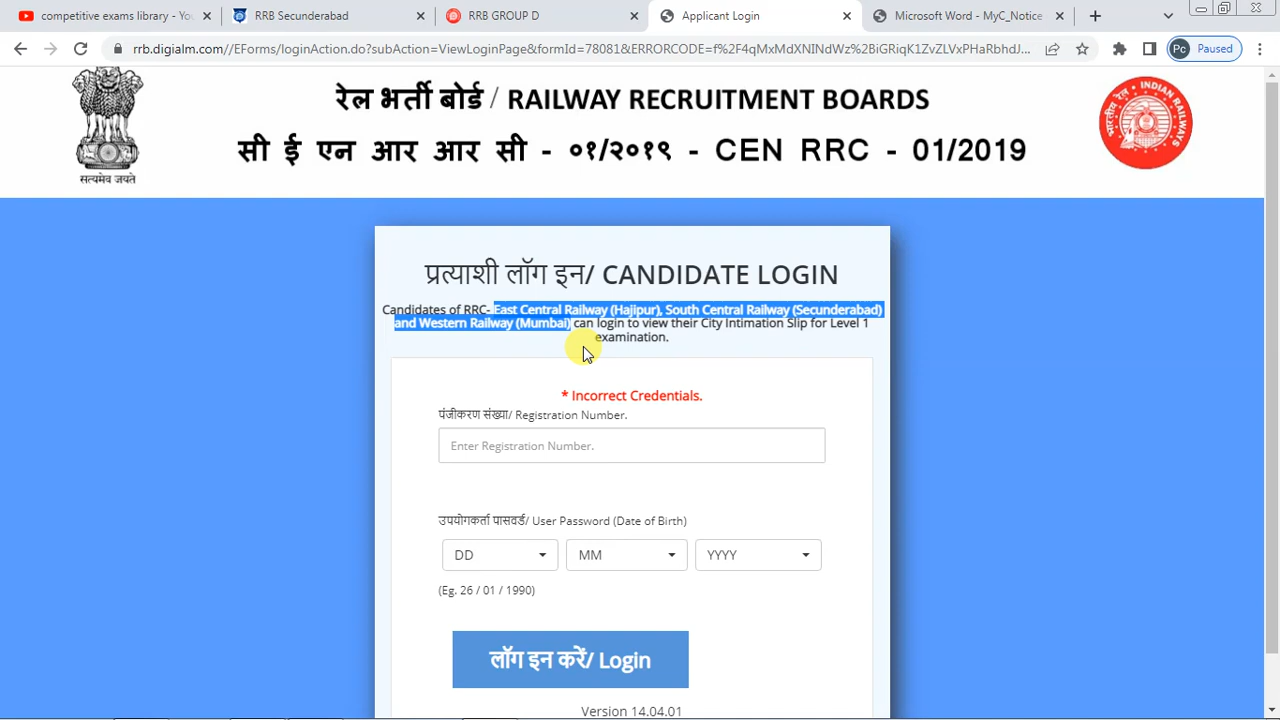 competitive exams library - Yo
RRB Secunderabad
RRB GROUP D
Applicant Login
Microsoft Word - MyC_Notice
rrb.digialm.com//EForms/loginAction.do?subAction=ViewLoginPage&formId=78081&ERRORCODE=f%2F4qMxMdXNINdWz%2BiGRiqK1ZvZLVxPHaRbhdJ...
Pc Paused
रेल भर्ती बोर्ड / RAILWAY RECRUITMENT BOARDS
सी ई एन आर आर सी - ०१/२०१९ - CEN RRC - 01/2019
सत्यमेव जयते
भारतीय रेल INDIAN RAILWAYS
प्रत्याशी लॉग इन/ CANDIDATE LOGIN
Candidates of RRC- East Central Railway (Hajipur), South Central Railway (Secunderabad)
and Western Railway (Mumbai) can login to view their City Intimation Slip for Level 1
examination.
* Incorrect Credentials.
पंजीकरण संख्या/ Registration Number.
Enter Registration Number.
उपयोगकर्ता पासवर्ड/ User Password (Date of Birth)
DD MM YYYY
(Eg. 26 / 01 / 1990)
लॉग इन करें/ Login
Version 14.04.01